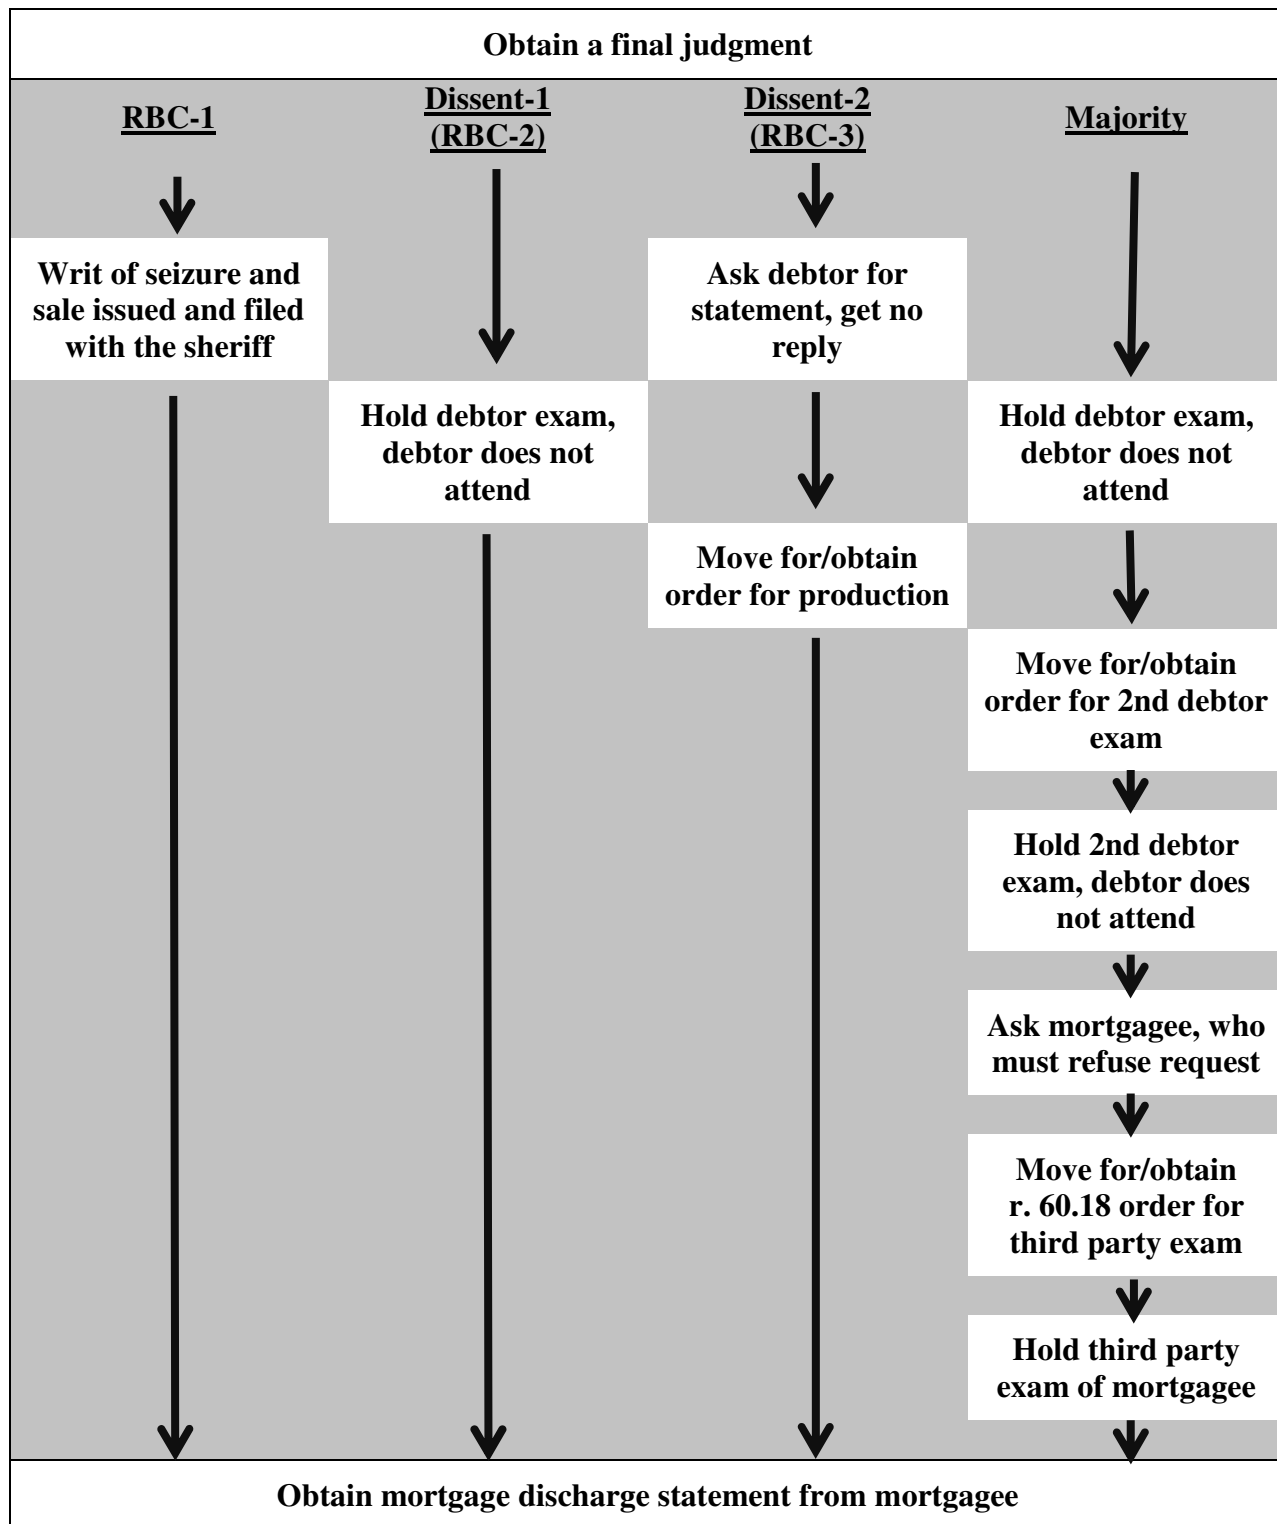 Obtain a final judgment
RBC-1
Dissent-1
(RBC-2)
Dissent-2
(RBC-3)
Majority
Writ of seizure and
sale issued and filed
with the sheriff
Ask debtor for
statement, get no
reply
Hold debtor exam,
debtor does not
attend
Hold debtor exam,
debtor does not
attend
Move for/obtain
order for production
Move for/obtain
order for 2nd debtor
exam
Hold 2nd debtor
exam, debtor does
not attend
Ask mortgagee, who
must refuse request
Move for/obtain
r. 60.18 order for
third party exam
Hold third party
exam of mortgagee
Obtain mortgage discharge statement from mortgagee